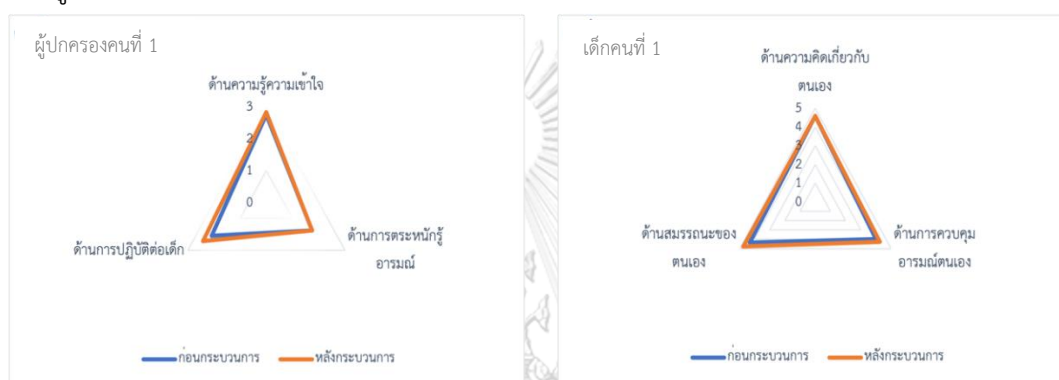 ผู้ปกครองคนที่ 1
ด้านความรู้ความเข้าใจ
3
2
1
0
ด้านการปฏิบัติต่อเด็ก
ด้านการตระหนักรู้
อารมณ์
ก่อนกระบวนการ
หลังกระบวนการ
เด็กคนที่ 1
ด้านความคิดเกี่ยวกับ
ตนเอง
5
4
3
2
1
0
ด้านสมรรถนะของ
ตนเอง
ด้านการควบคุม
อารมณ์ตนเอง
ก่อนกระบวนการ
หลังกระบวนการ